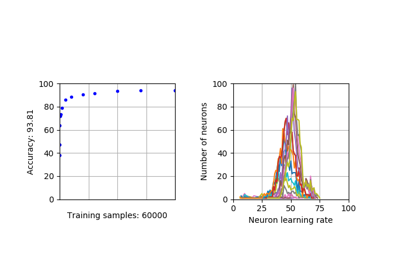 100
80
60
40
20
0
Accuracy: 93.81
Training samples: 60000
100
80
60
40
20
0
Number of neurons
0 25 50 75 100
Neuron learning rate